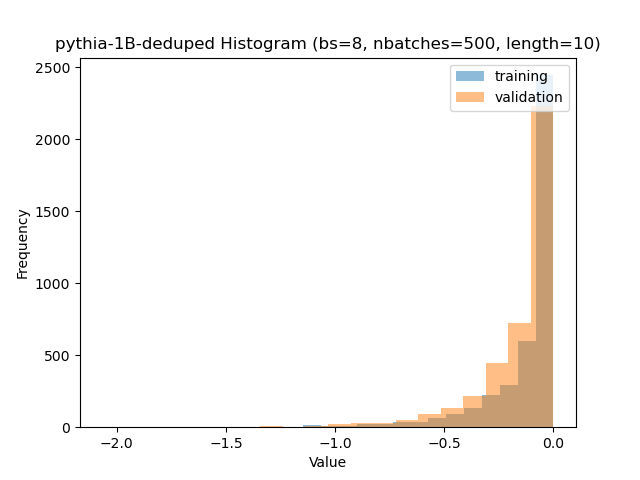 pythia-1B-deduped Histogram (bs=8, nbatches=500, length=10)
training
validation
2500
2000
1500
1000
500
0
Frequency
−2.0
−1.5
−1.0
−0.5
0.0
Value